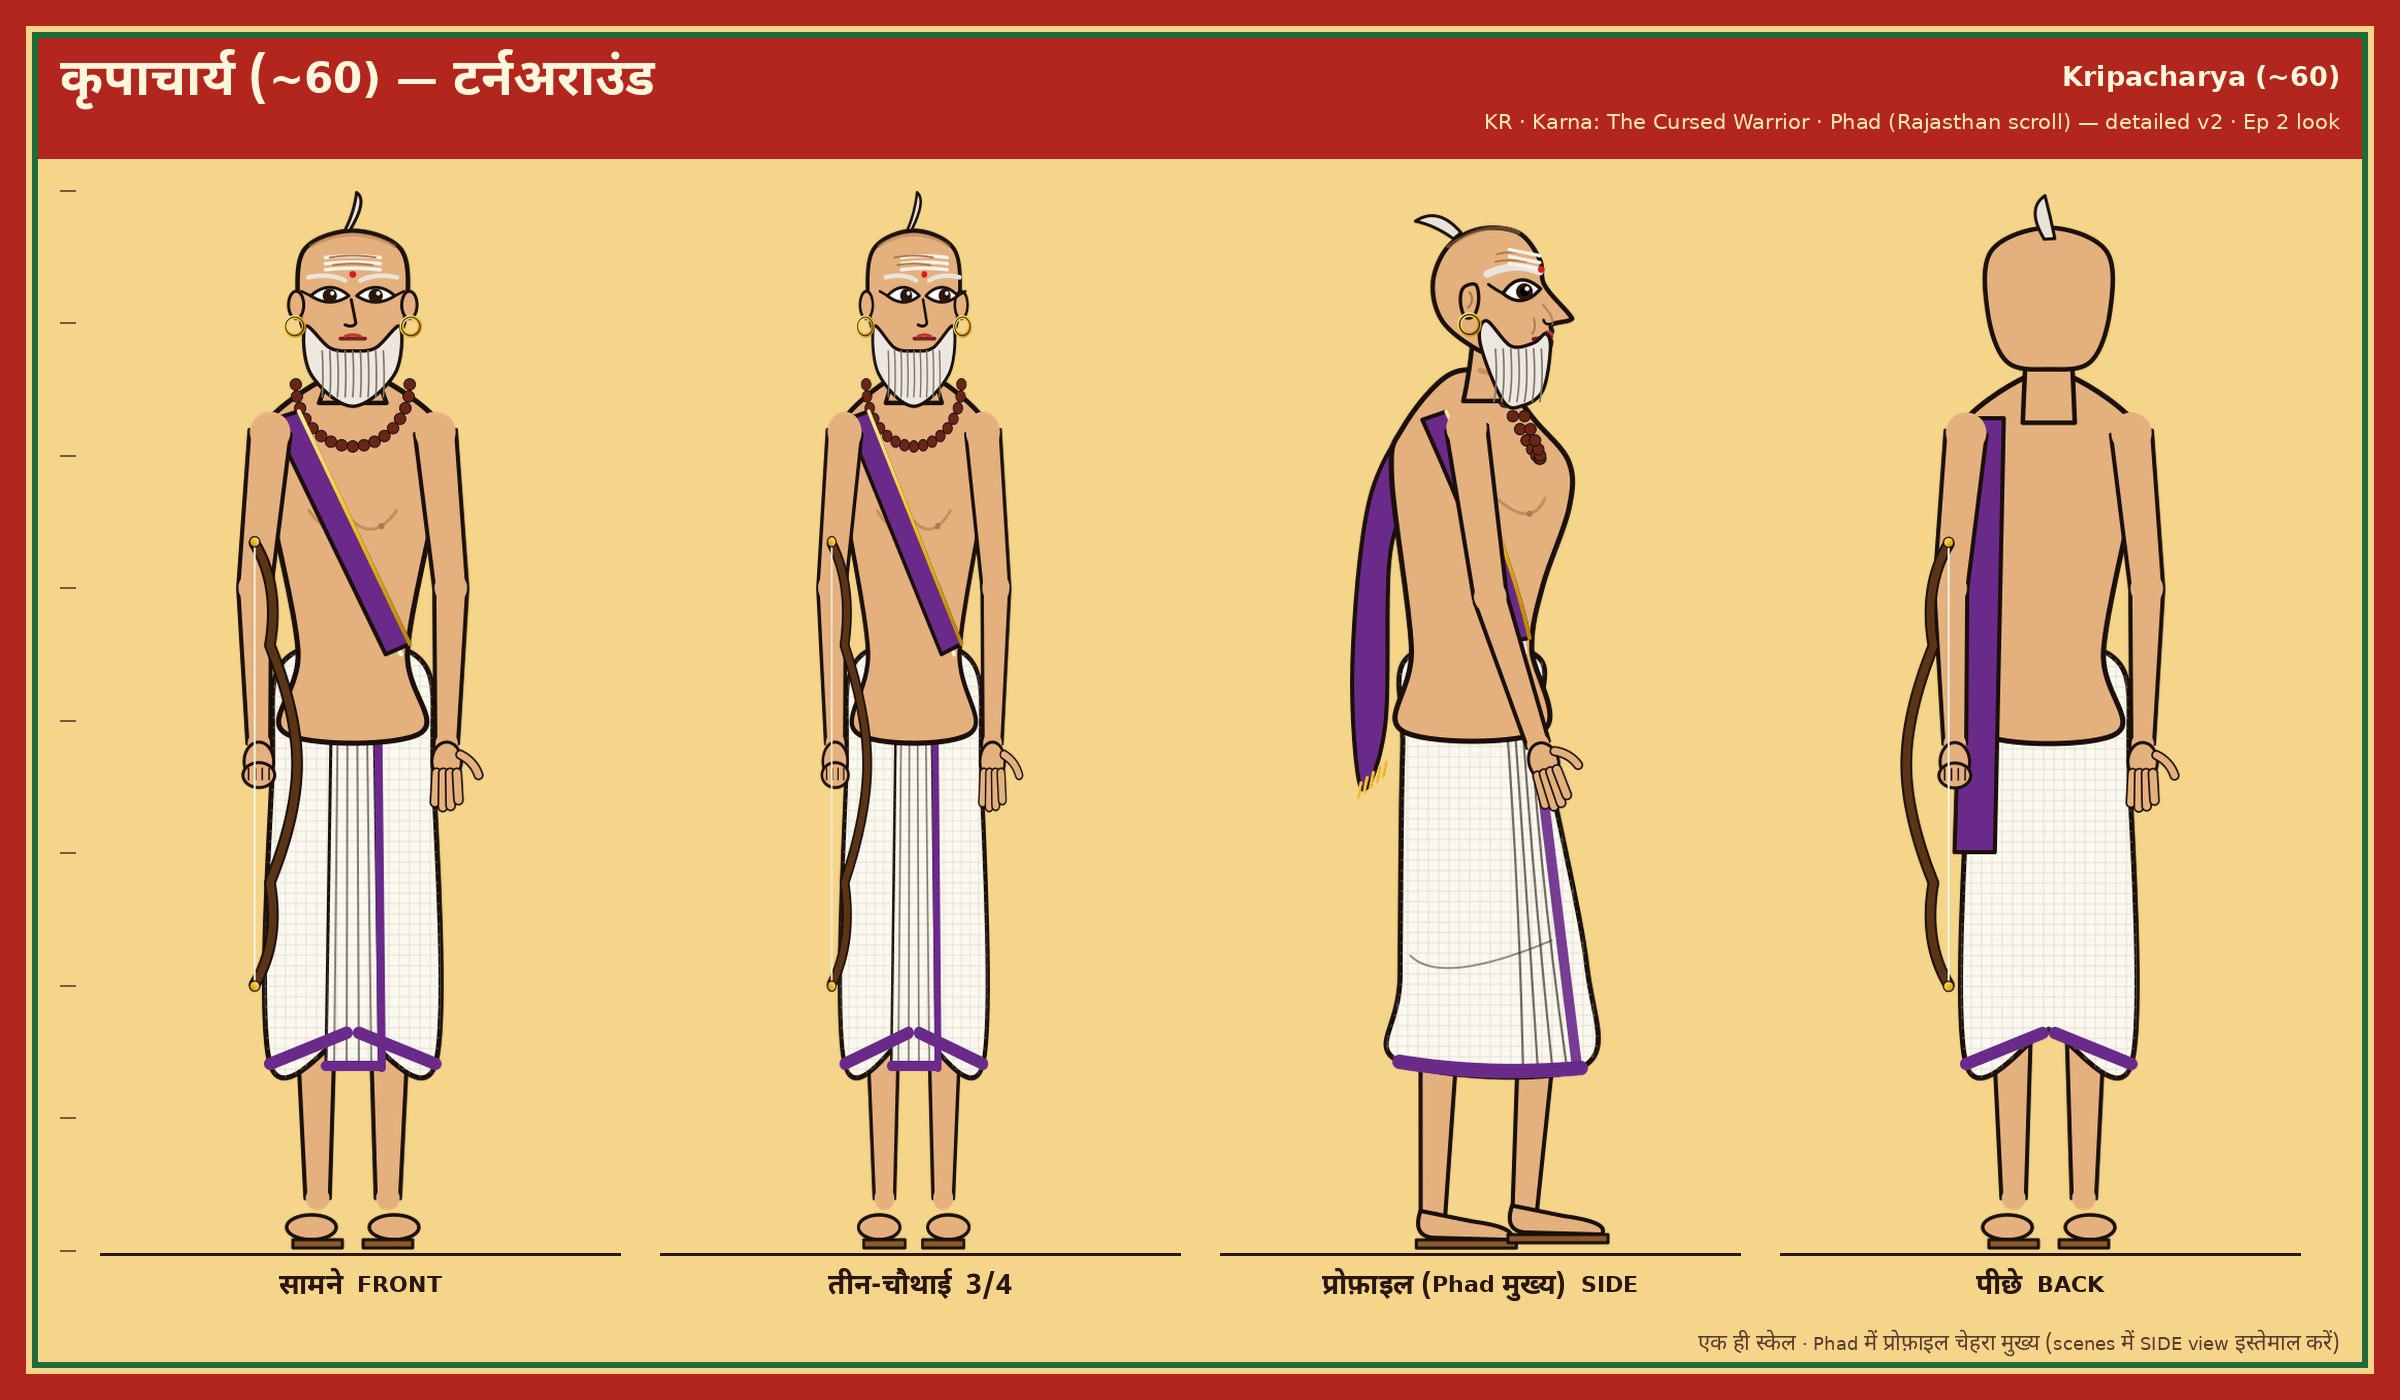 कृपाचार्य (~60) — टर्नअराउंड
Kripacharya (~60)
KR · Karna: The Cursed Warrior · Phad (Rajasthan scroll) — detailed v2 · Ep 2 look
सामने FRONT
तीन-चौथाई 3/4
प्रोफ़ाइल (Phad मुख्य) SIDE
पीछे BACK
एक ही स्केल · Phad में प्रोफ़ाइल चेहरा मुख्य (scenes में SIDE view इस्तेमाल करें)